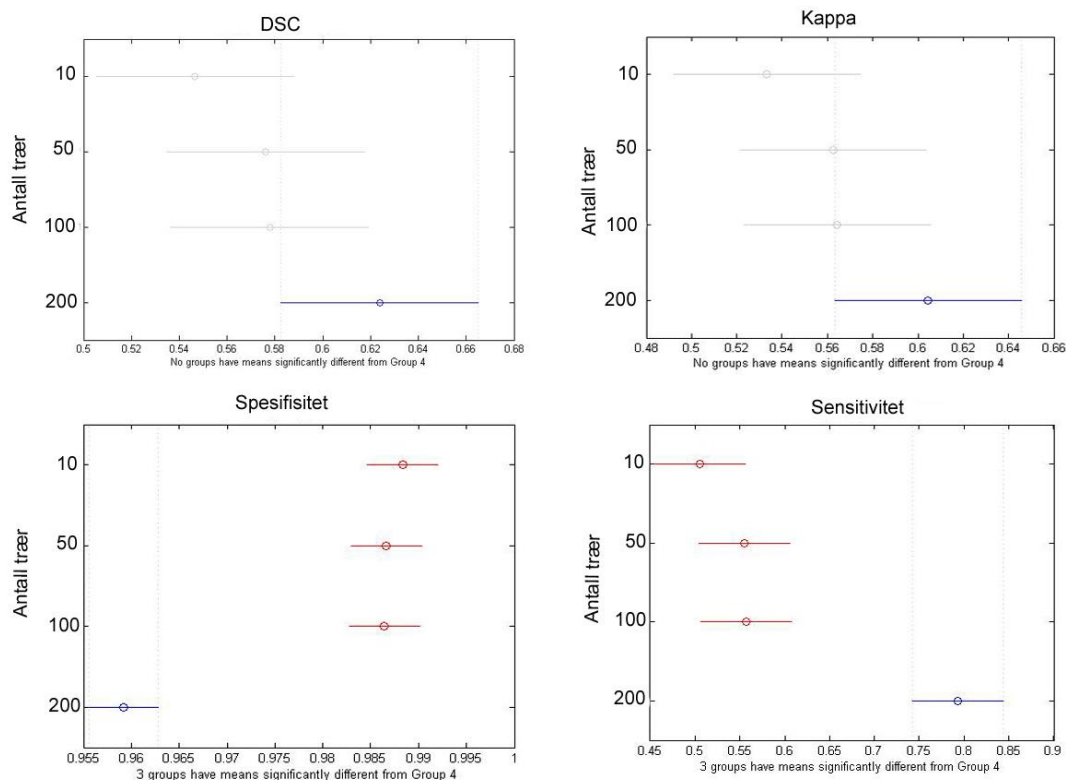 DSC
Antall trær
10
50
100
200
0.5 0.52 0.54 0.56 0.58 0.6 0.62 0.64 0.66 0.68
No groups have means significantly different from Group 4
Kappa
Antall trær
10
50
100
200
0.48 0.5 0.52 0.54 0.56 0.58 0.6 0.62 0.64 0.66
No groups have means significantly different from Group 4
Spesifisitet
Antall trær
10
50
100
200
0.955 0.96 0.965 0.97 0.975 0.98 0.985 0.99 0.995 1
3 groups have means significantly different from Group 4
Sensitivitet
Antall trær
10
50
100
200
0.45 0.5 0.55 0.6 0.65 0.7 0.75 0.8 0.85 0.9
3 groups have means significantly different from Group 4